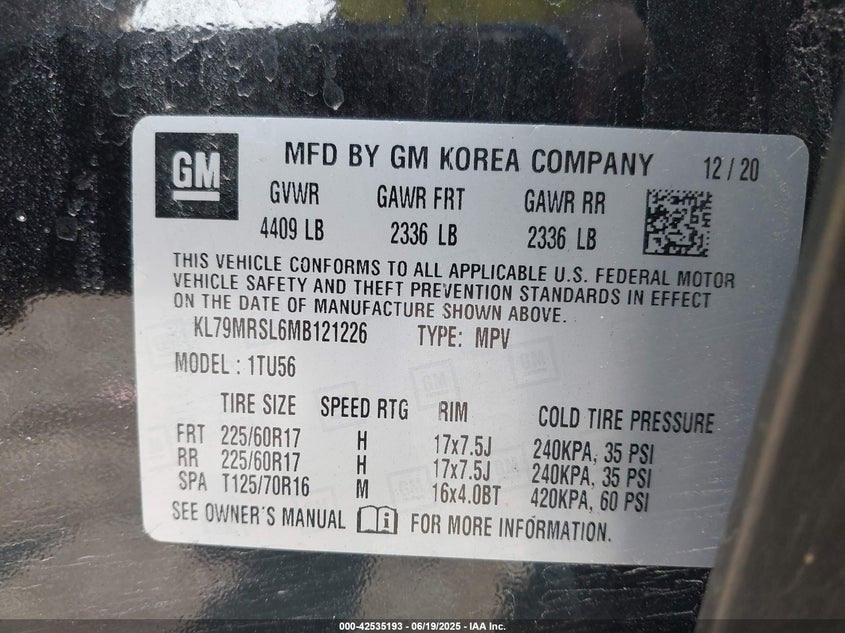 GM MFD BY GM KOREA COMPANY 12 / 20
GVWR GAWR FRT GAWR RR
4409 LB 2336 LB 2336 LB
THIS VEHICLE CONFORMS TO ALL APPLICABLE U.S. FEDERAL MOTOR
VEHICLE SAFETY AND THEFT PREVENTION STANDARDS IN EFFECT
ON THE DATE OF MANUFACTURE SHOWN ABOVE.
KL79MRSL6MB121226 TYPE: MPV
MODEL : 1TU56
TIRE SIZE SPEED RTG RIM COLD TIRE PRESSURE
FRT 225/60R17 H 17x7.5J 240KPA, 35 PSI
RR 225/60R17 H 17x7.5J 240KPA, 35 PSI
SPA T125/70R16 M 16x4.0BT 420KPA, 60 PSI
SEE OWNER'S MANUAL i FOR MORE INFORMATION.
000-42535193 - 06/19/2025 - IAA Inc.